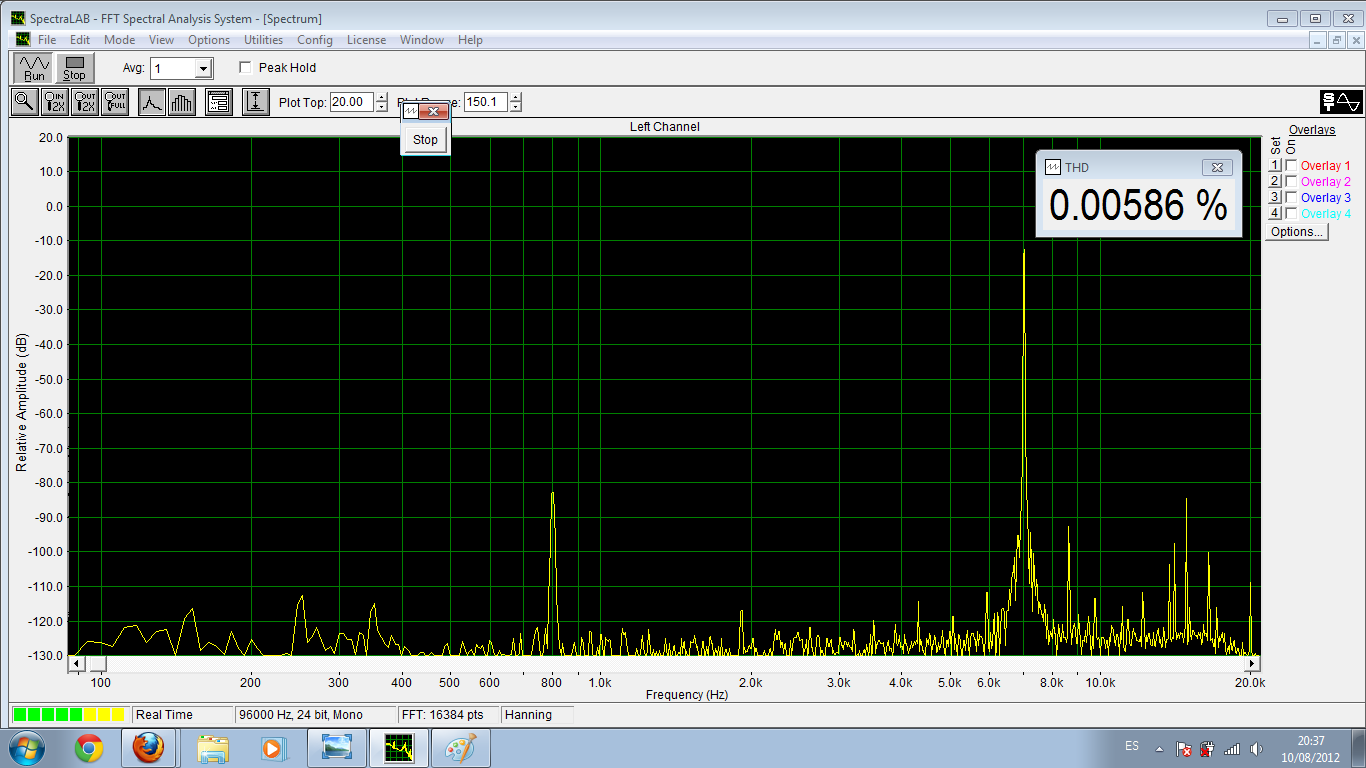 SpectraLAB - FFT Spectral Analysis System - [Spectrum]
File Edit Mode View Options Utilities Config License Window Help
Run Stop Avg: 1 Peak Hold
IN 2X OUT 2X OUT FULL Plot Top: 20.00 Plot 150.1
Stop
Left Channel
THD
0.00586 %
Overlays
Set On
1 Overlay 1
2 Overlay 2
3 Overlay 3
4 Overlay 4
Options...
Relative Amplitude (dB)
20.0
10.0
0.0
-10.0
-20.0
-30.0
-40.0
-50.0
-60.0
-70.0
-80.0
-90.0
-100.0
-110.0
-120.0
-130.0
100 200 300 400 500 600 800 1.0k 2.0k 3.0k 4.0k 5.0k 6.0k 8.0k 10.0k 20.0k
Frequency (Hz)
Real Time 96000 Hz, 24 bit, Mono FFT: 16384 pts Hanning
ES 20:37
10/08/2012